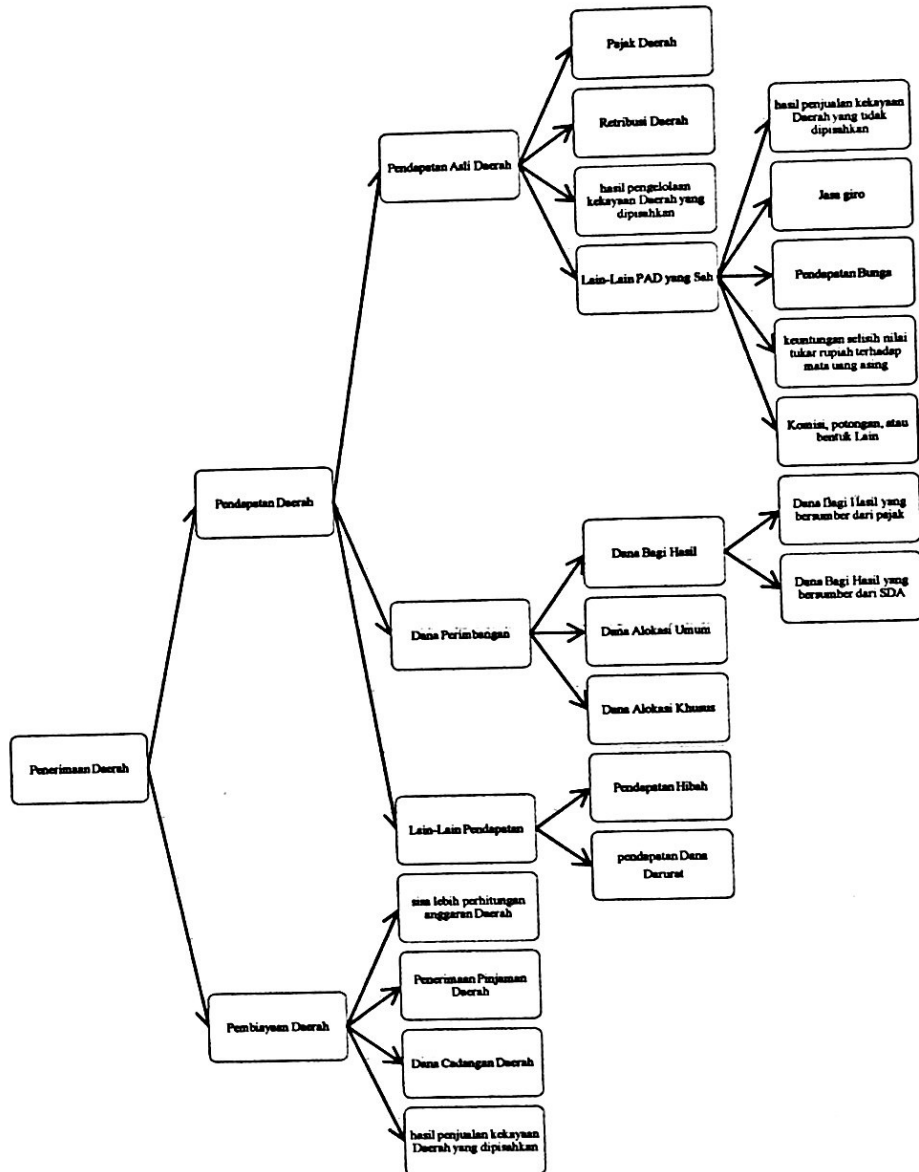 Penerimaan Daerah
Pendapatan Daerah
Pendapatan Asli Daerah
Pajak Daerah
Retribusi Daerah
hasil pengelolaan
kekayaan Daerah yang
dipisahkan
Lain-Lain PAD yang Sah
hasil penjualan kekayaan
Daerah yang tidak
dipisahkan
Jasa giro
Pendapatan Bunga
keuntungan selisih nilai
tukar rupiah terhadap
mata uang asing
Komisi, potongan, atau
bentuk Lain
Dana Perimbangan
Dana Bagi Hasil
Dana Bagi Hasil yang
bersumber dari pajak
Dana Bagi Hasil yang
bersumber dari SDA
Dana Alokasi Umum
Dana Alokasi Khusus
Lain-Lain Pendapatan
Pendapatan Hibah
pendapatan Dana
Darurat
Pembiayaan Daerah
sisa lebih perhitungan
anggaran Daerah
Penerimaan Pinjaman
Daerah
Dana Cadangan Daerah
hasil penjualan kekayaan
Daerah yang dipisahkan